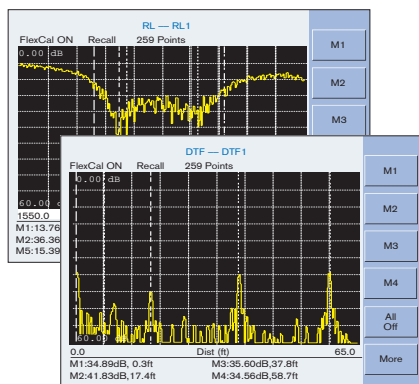 RL — RL1
FlexCal ON Recall 259 Points
0.00 dB
M1
M2
M3
60.00
1550.0
M1:13.76
M2:36.36
M5:15.39
DTF — DTF1
FlexCal ON Recall 259 Points
0.00 dB
M1
M2
M3
M4
All
Off
More
60.00 dB
0.0 Dist (ft) 65.0
M1:34.89dB, 0.3ft M3:35.60dB,37.8ft
M2:41.83dB,17.4ft M4:34.56dB,58.7ft